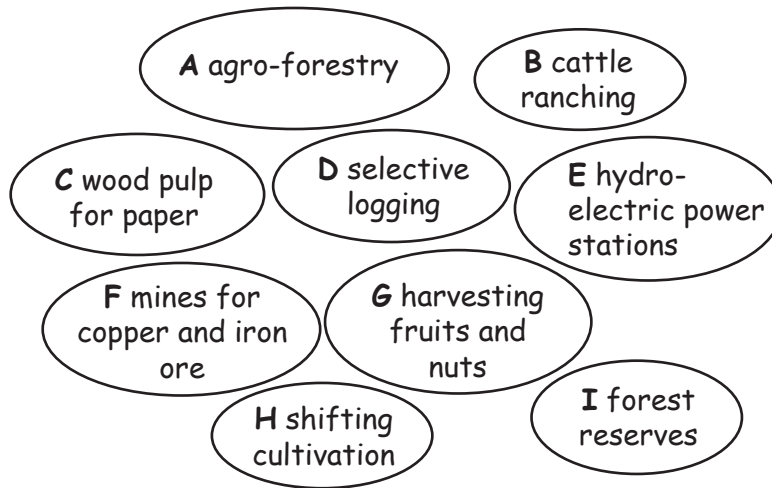 A agro-forestry
B cattle
ranching
C wood pulp
for paper
D selective
logging
E hydro-
electric power
stations
F mines for
copper and iron
ore
G harvesting
fruits and
nuts
H shifting
cultivation
I forest
reserves